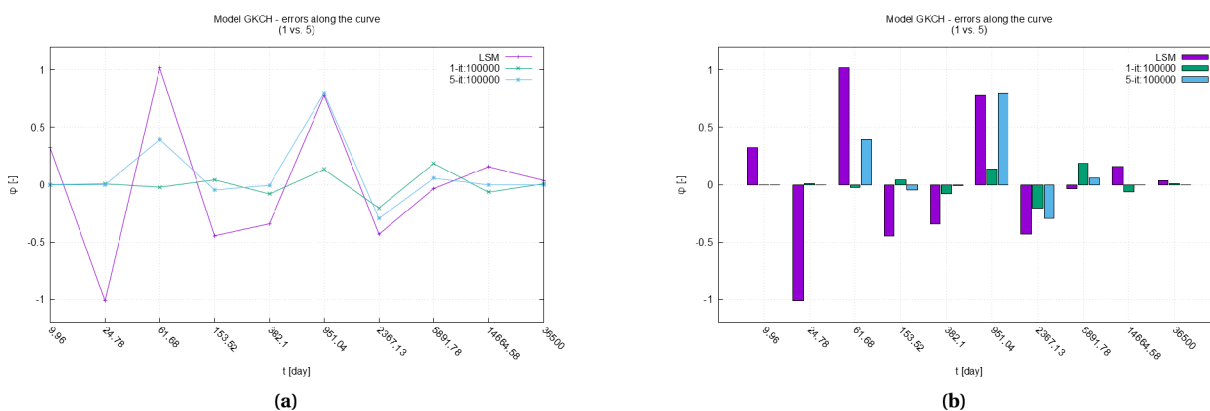 Model GKCH - errors along the curve
(1 vs. 5)
LSM
1-it:100000
5-it:100000
1
0.5
0
-0.5
-1
φ [-]
9.96
24.78
61.68
153.52
382.1
951.04
2367.13
5891.78
14664.58
36500
t [day]
(a)
Model GKCH - errors along the curve
(1 vs. 5)
LSM
1-it:100000
5-it:100000
1
0.5
0
-0.5
-1
φ [-]
9.96
24.78
61.68
153.52
382.1
951.04
2367.13
5891.78
14664.58
36500
t [day]
(b)